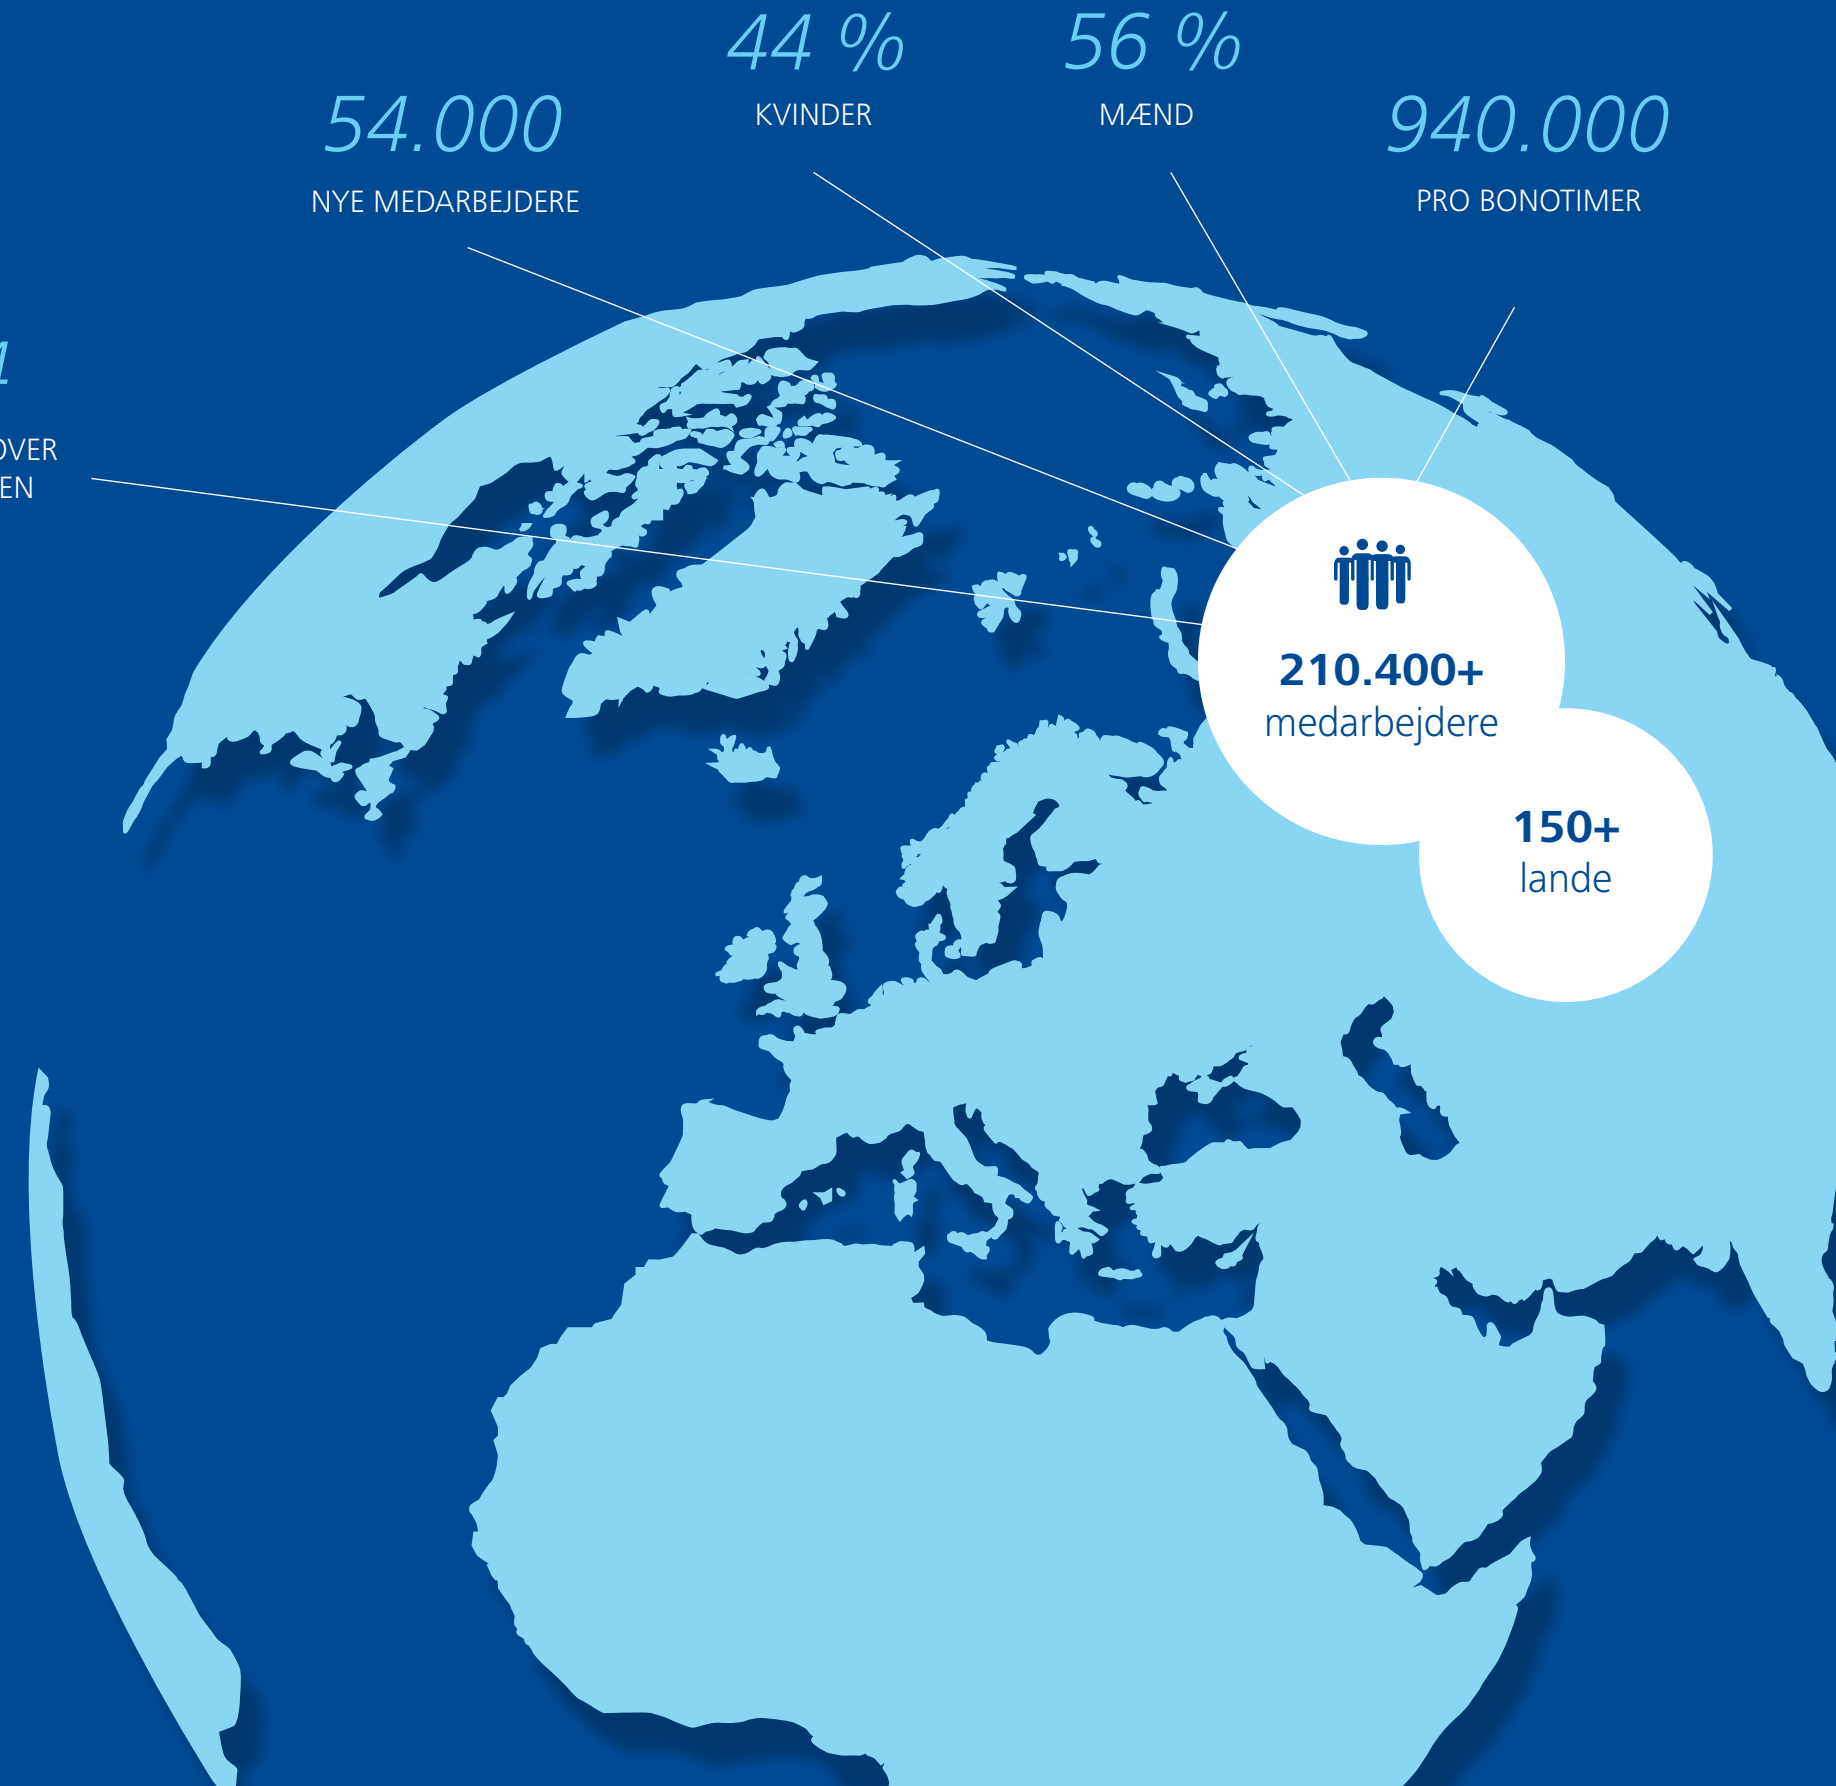 44 %
KVINDER
56 %
MÆND
54.000
NYE MEDARBEJDERE
940.000
PRO BONOTIMER
210.400+
medarbejdere
150+
lande